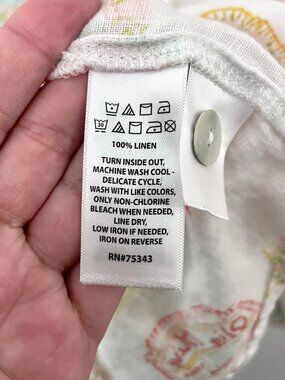 100% LINEN
TURN INSIDE OUT,
MACHINE WASH COOL -
DELICATE CYCLE,
WASH WITH LIKE COLORS,
ONLY NON-CHLORINE
BLEACH WHEN NEEDED,
LINE DRY,
LOW IRON IF NEEDED,
IRON ON REVERSE
RN#75343